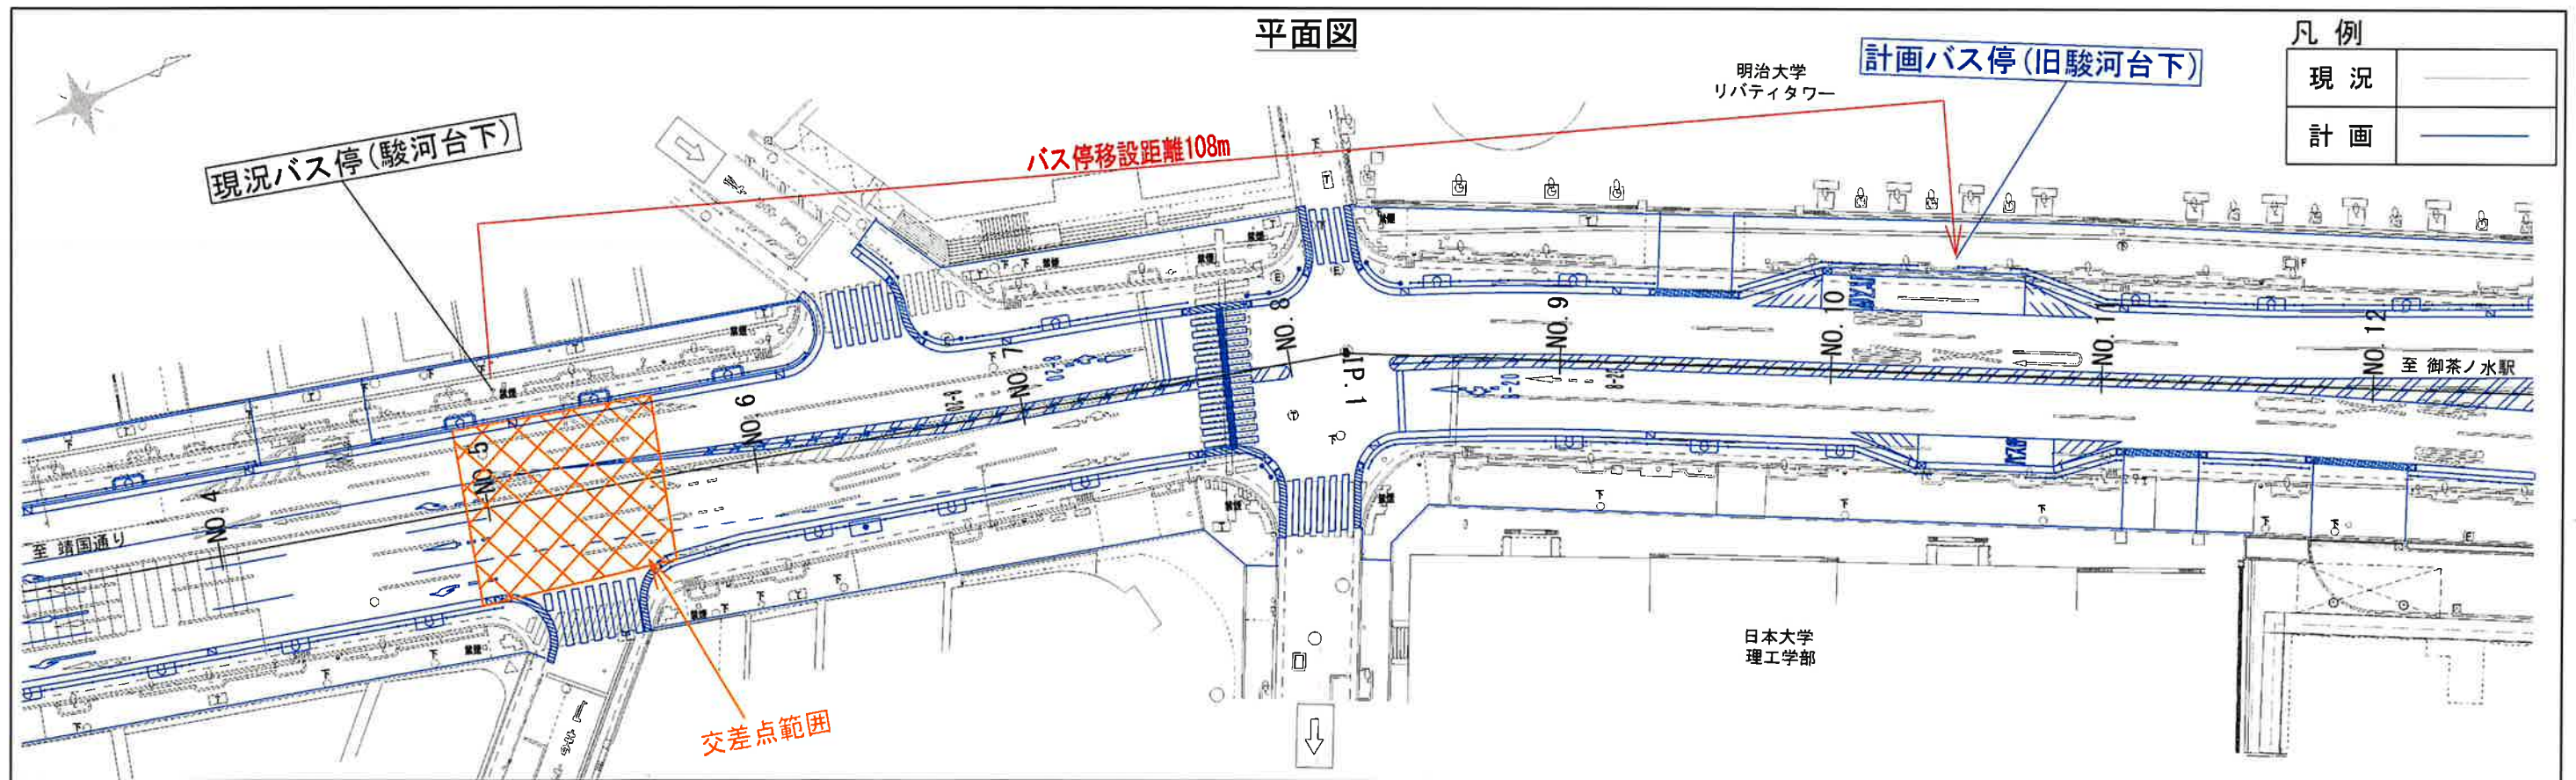 平面図
凡 例
現 況
計 画
計画バス停(旧駿河台下)
明治大学
リバティタワー
現況バス停(駿河台下)
バス停移設距離108m
NO. 4
NO. 5
NO. 6
NO. 7
NO. 8
IP. 1
NO. 9
NO. 10
NO. 11
NO. 12
至 御茶ノ水駅
至 靖国通り
交差点範囲
日本大学
理工学部